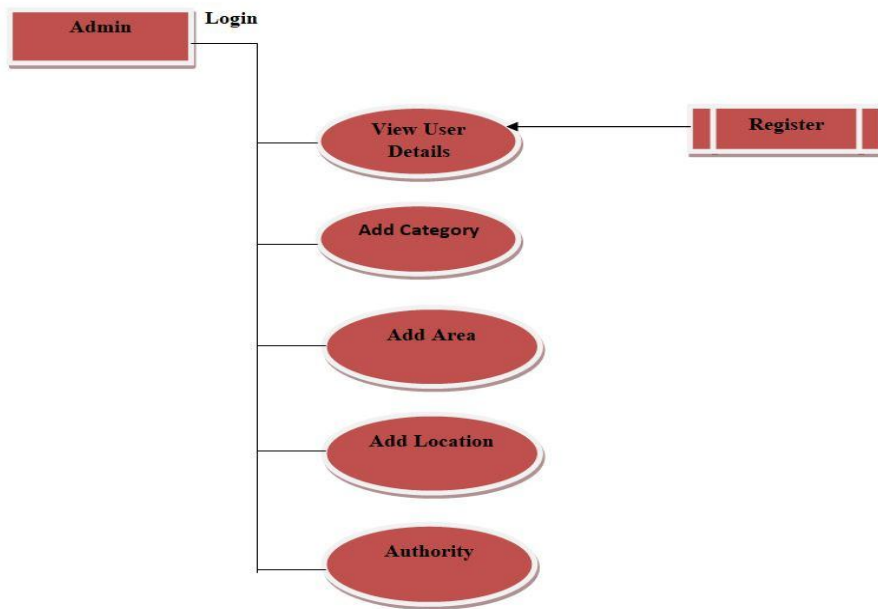 Admin
Login
View User
Details
Register
Add Category
Add Area
Add Location
Authority